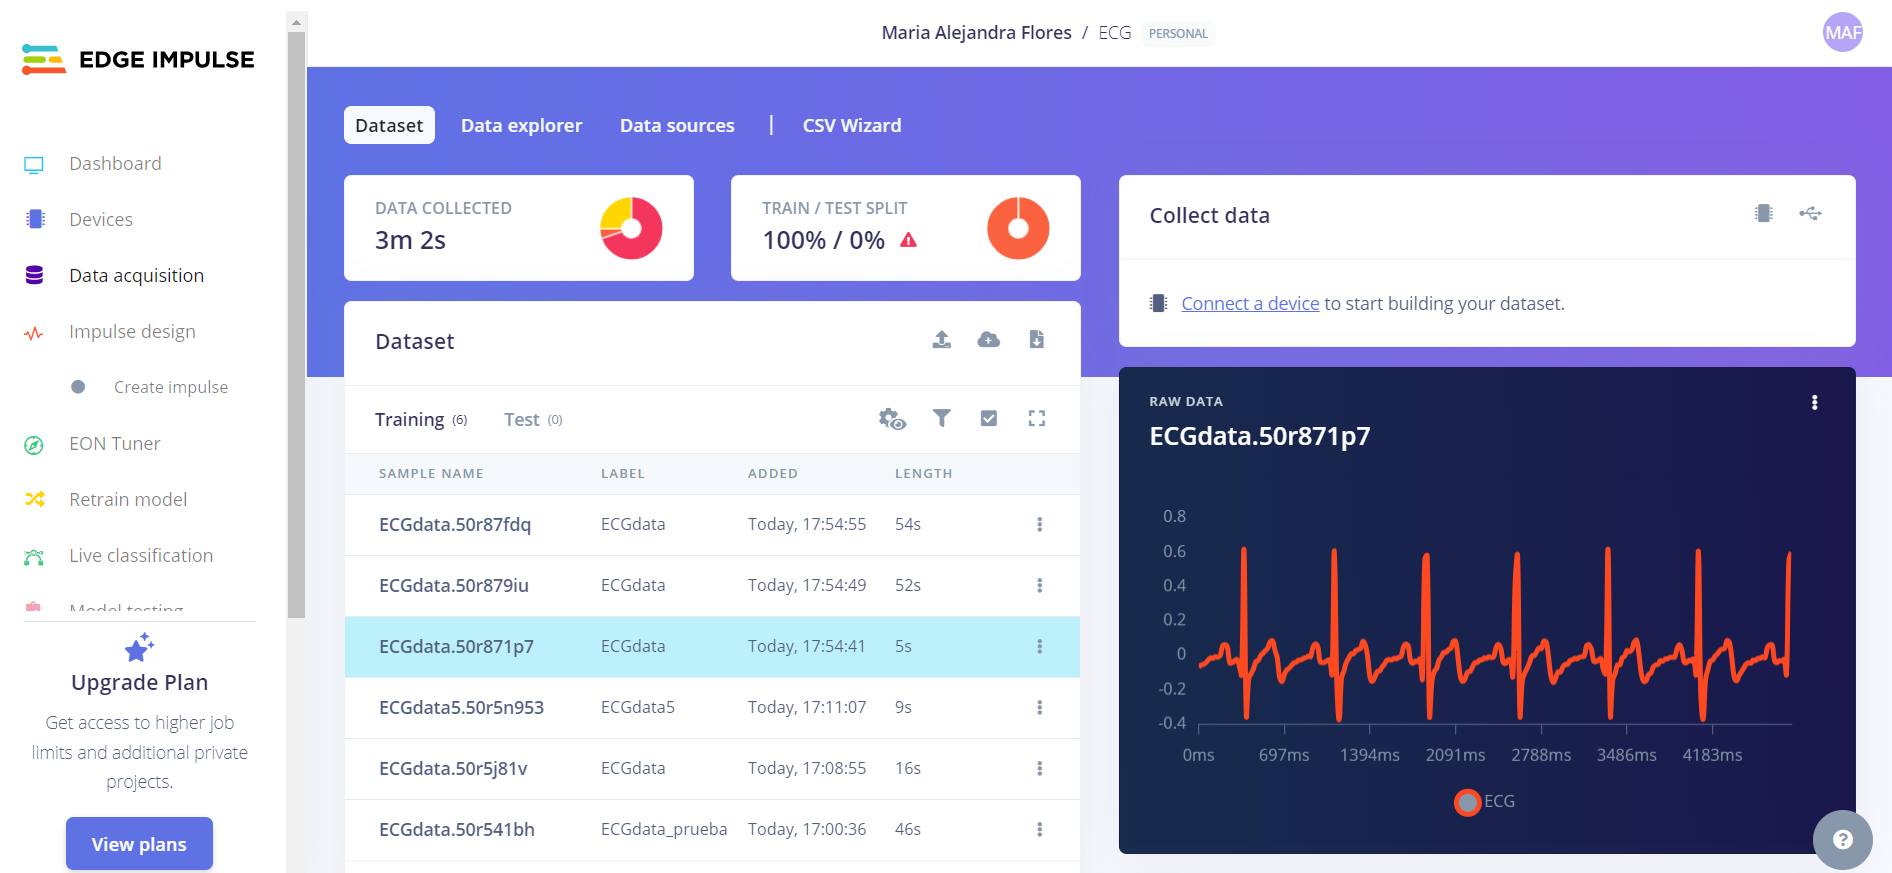 EDGE IMPULSE
Maria Alejandra Flores / ECG PERSONAL
MAF
Dashboard
Devices
Data acquisition
Impulse design
Create impulse
EON Tuner
Retrain model
Live classification
Model testing
Upgrade Plan
Get access to higher job
limits and additional private
projects.
View plans
Dataset Data explorer Data sources | CSV Wizard
DATA COLLECTED
3m 2s
TRAIN / TEST SPLIT
100% / 0%
Collect data
Connect a device to start building your dataset.
Dataset
Training (6) Test (0)
SAMPLE NAME LABEL ADDED LENGTH
ECGdata.50r87fdq ECGdata Today, 17:54:55 54s
ECGdata.50r879iu ECGdata Today, 17:54:49 52s
ECGdata.50r871p7 ECGdata Today, 17:54:41 5s
ECGdata5.50r5n953 ECGdata5 Today, 17:11:07 9s
ECGdata.50r5j81v ECGdata Today, 17:08:55 16s
ECGdata.50r541bh ECGdata_prueba Today, 17:00:36 46s
RAW DATA
ECGdata.50r871p7
0.8
0.6
0.4
0.2
0
-0.2
-0.4
0ms 697ms 1394ms 2091ms 2788ms 3486ms 4183ms
ECG
?